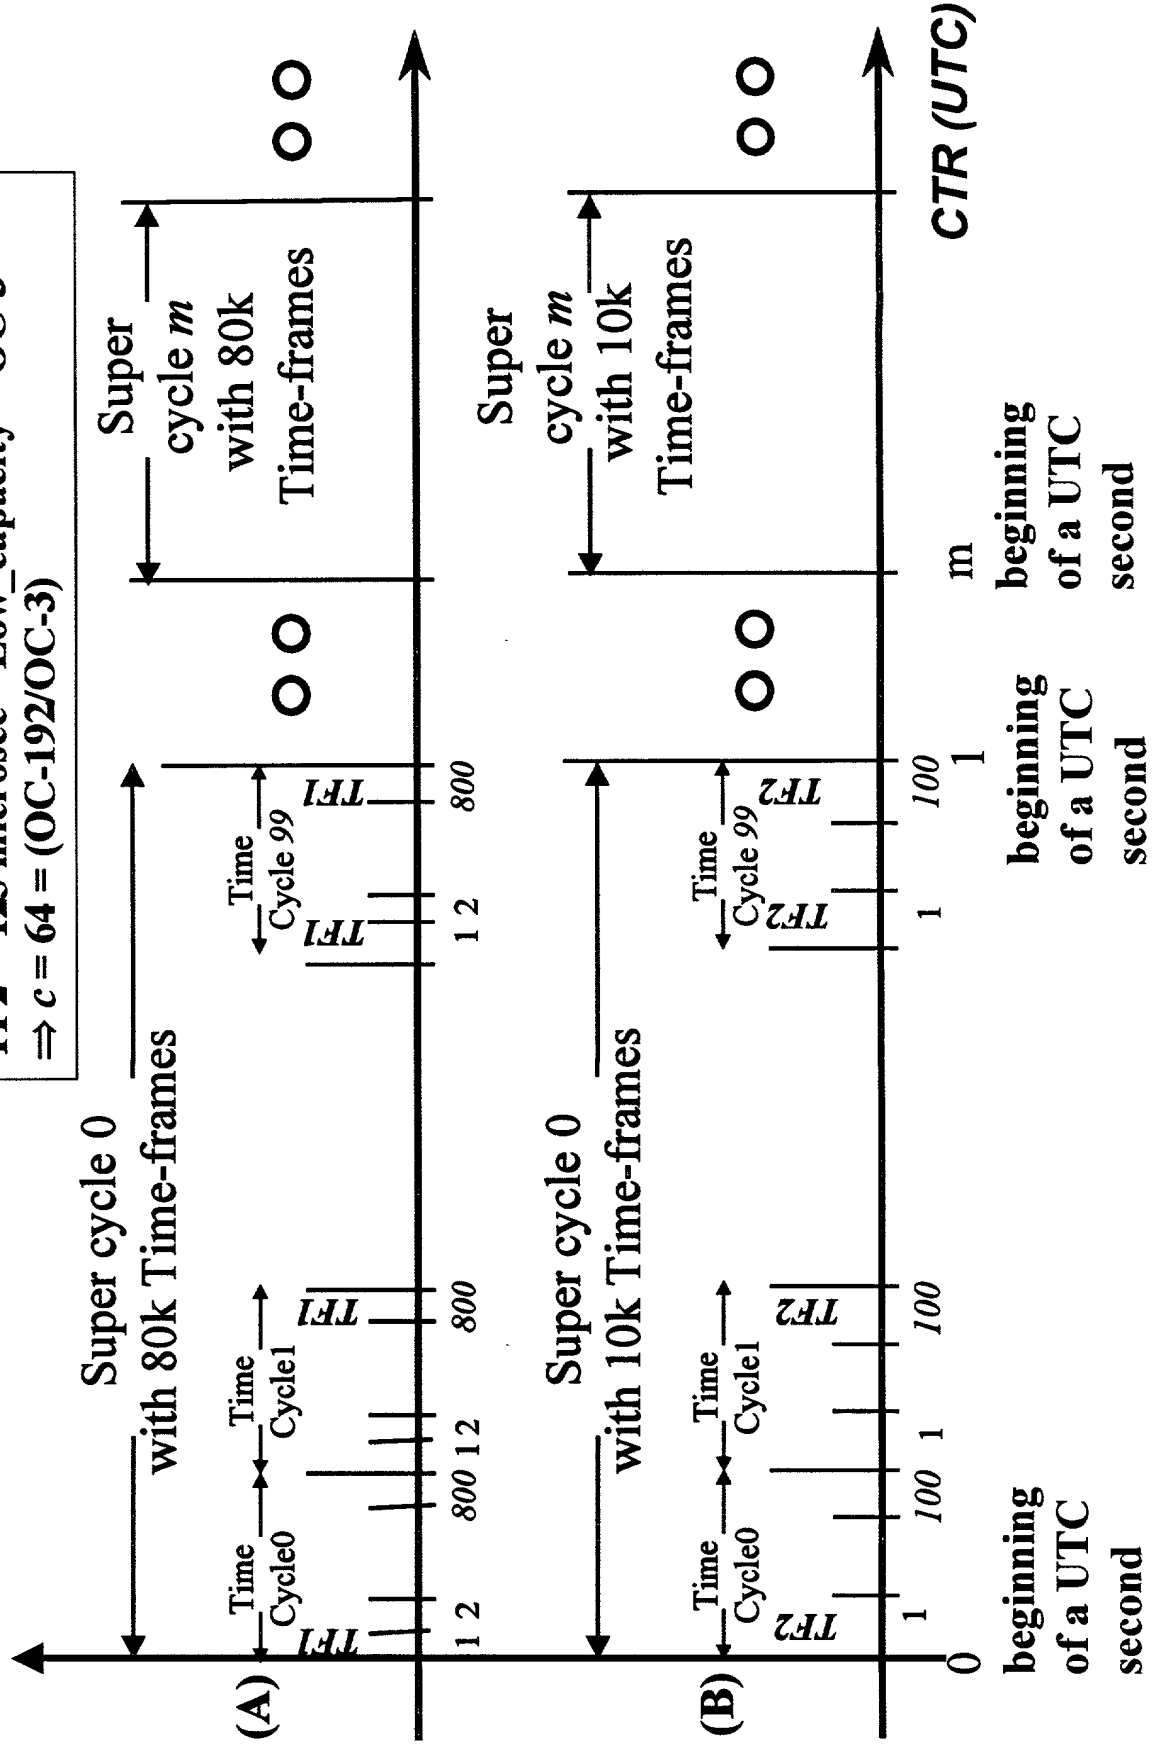 ⇒ c = 64 = (OC-192/OC-3)
Super cycle 0
with 80k Time-frames
Super
cycle m
with 80k
Time-frames
(A)
Time
Cycle0
Time
Cycle1
Time
Cycle 99
TF1
TF1
TF1
TF1
1 2
800
1 2
800
1 2
800
Super cycle 0
with 10k Time-frames
Super
cycle m
with 10k
Time-frames
(B)
Time
Cycle0
Time
Cycle1
Time
Cycle 99
TF2
TF2
TF2
TF2
1
100
1
100
1
100
0
1
m
CTR (UTC)
beginning
of a UTC
second
beginning
of a UTC
second
beginning
of a UTC
second